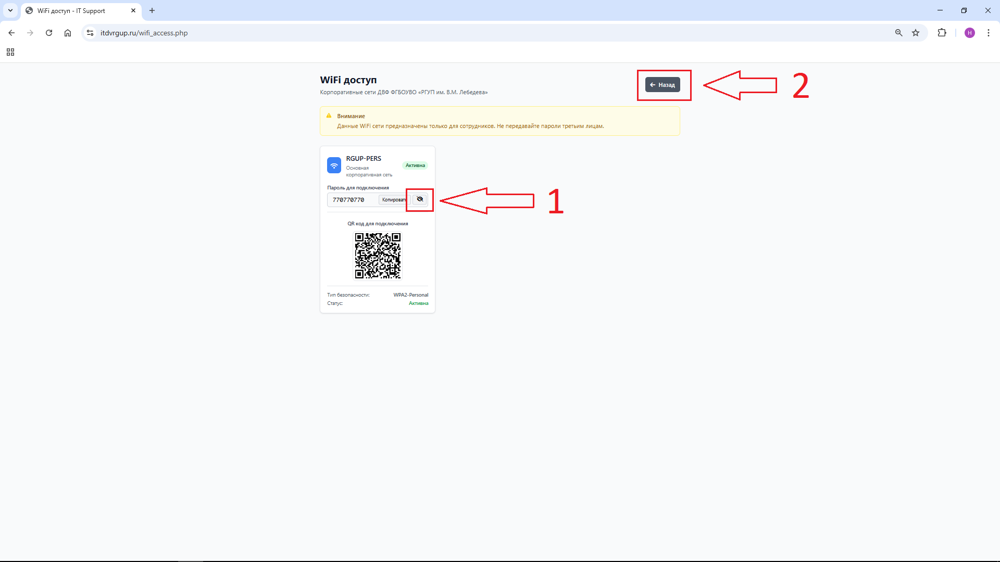 WiFi доступ - IT Support
itdvrgup.ru/wifi_access.php
H
WiFi доступ
Корпоративные сети ДВФ ФГБОУВО «РГУП им. В.М. Лебедева»
← Назад
2
Внимание
Данные WiFi сети предназначены только для сотрудников. Не передавайте пароли третьим лицам.
RGUP-PERS
Основная
корпоративная сеть
Активна
Пароль для подключения
770770770
Копировать
1
QR код для подключения
Тип безопасности: WPA2-Personal
Статус: Активна